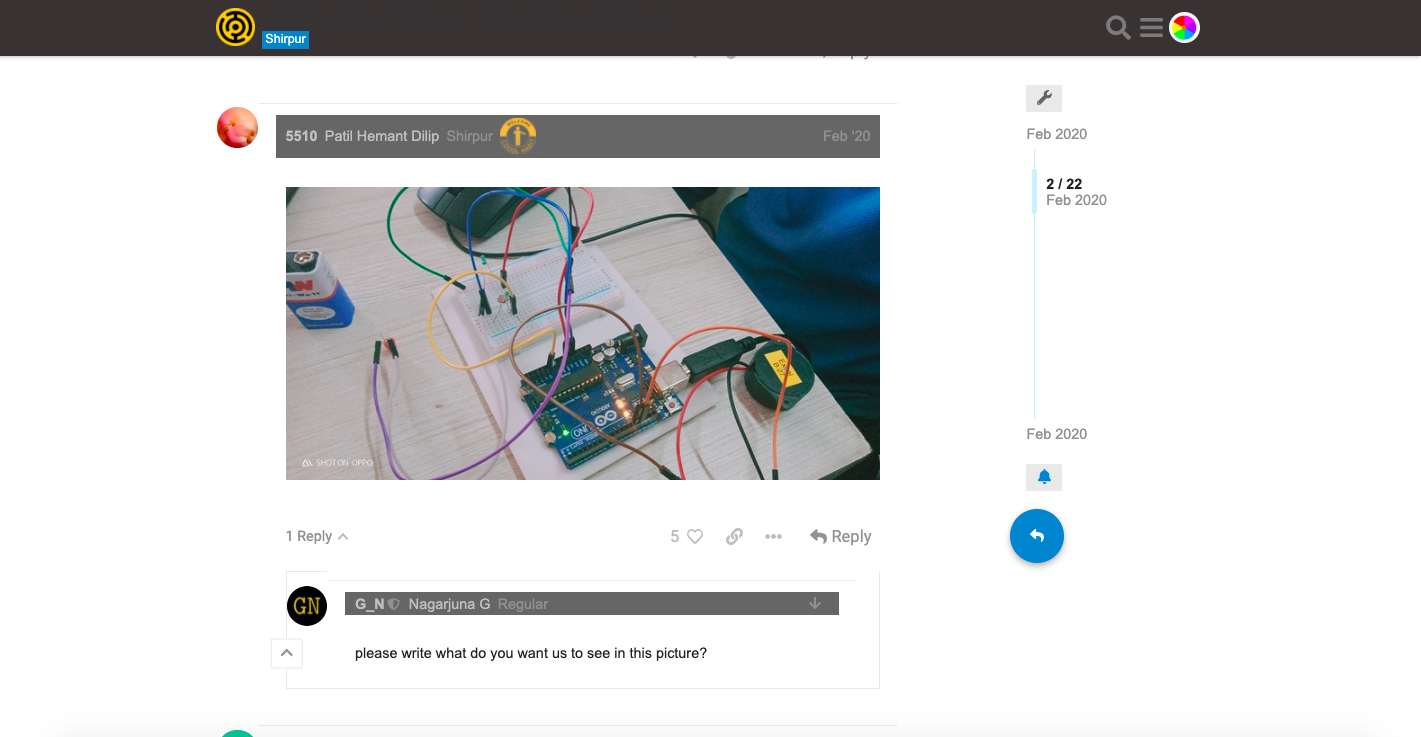 Shirpur
5510 Patil Hemant Dilip Shirpur Feb '20
SHOT ON OPPO
1 Reply
5
Reply
G_N Nagarjuna G Regular
GN
please write what do you want us to see in this picture?
Feb 2020
2 / 22
Feb 2020
Feb 2020